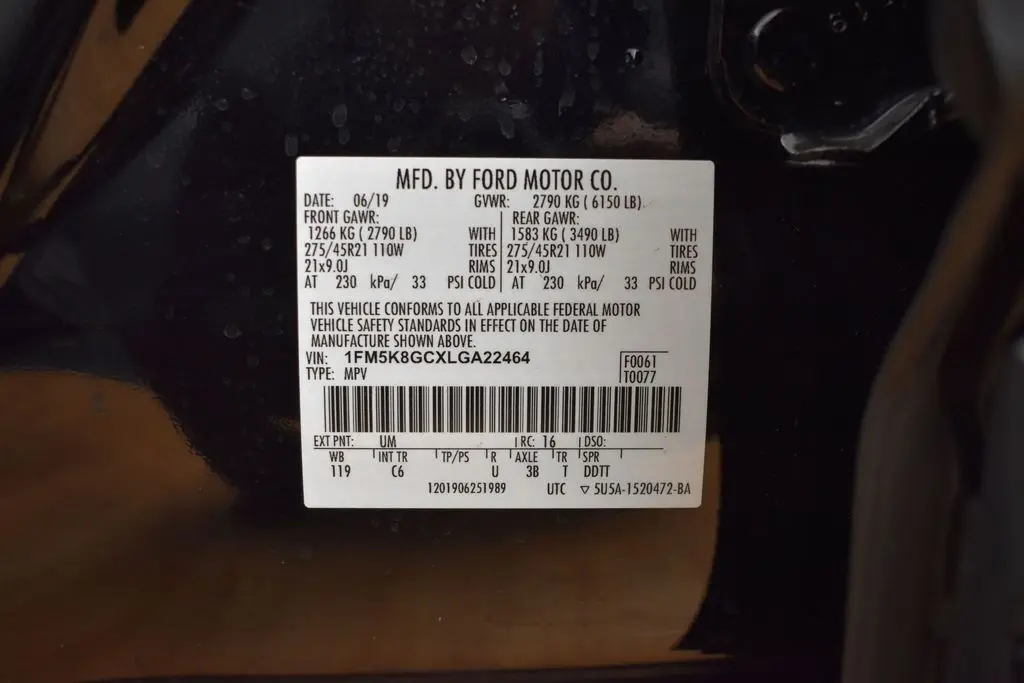 MFD. BY FORD MOTOR CO.
DATE: 06/19 GVWR: 2790 KG ( 6150 LB)
FRONT GAWR: REAR GAWR:
1266 KG ( 2790 LB) WITH 1583 KG ( 3490 LB) WITH
275/45R21 110W TIRES 275/45R21 110W TIRES
21x9.0J RIMS 21x9.0J RIMS
AT 230 kPa/ 33 PSI COLD AT 230 kPa/ 33 PSI COLD
THIS VEHICLE CONFORMS TO ALL APPLICABLE FEDERAL MOTOR
VEHICLE SAFETY STANDARDS IN EFFECT ON THE DATE OF
MANUFACTURE SHOWN ABOVE.
VIN: 1FM5K8GCXLGA22464 F0061
TYPE: MPV T0077
EXT PNT: UM RC: 16 DSO:
WB INT TR TP/PS R AXLE TR SPR
119 C6 U 3B T DDTT
1201906251989 UTC ▽ 5U5A-1520472-BA